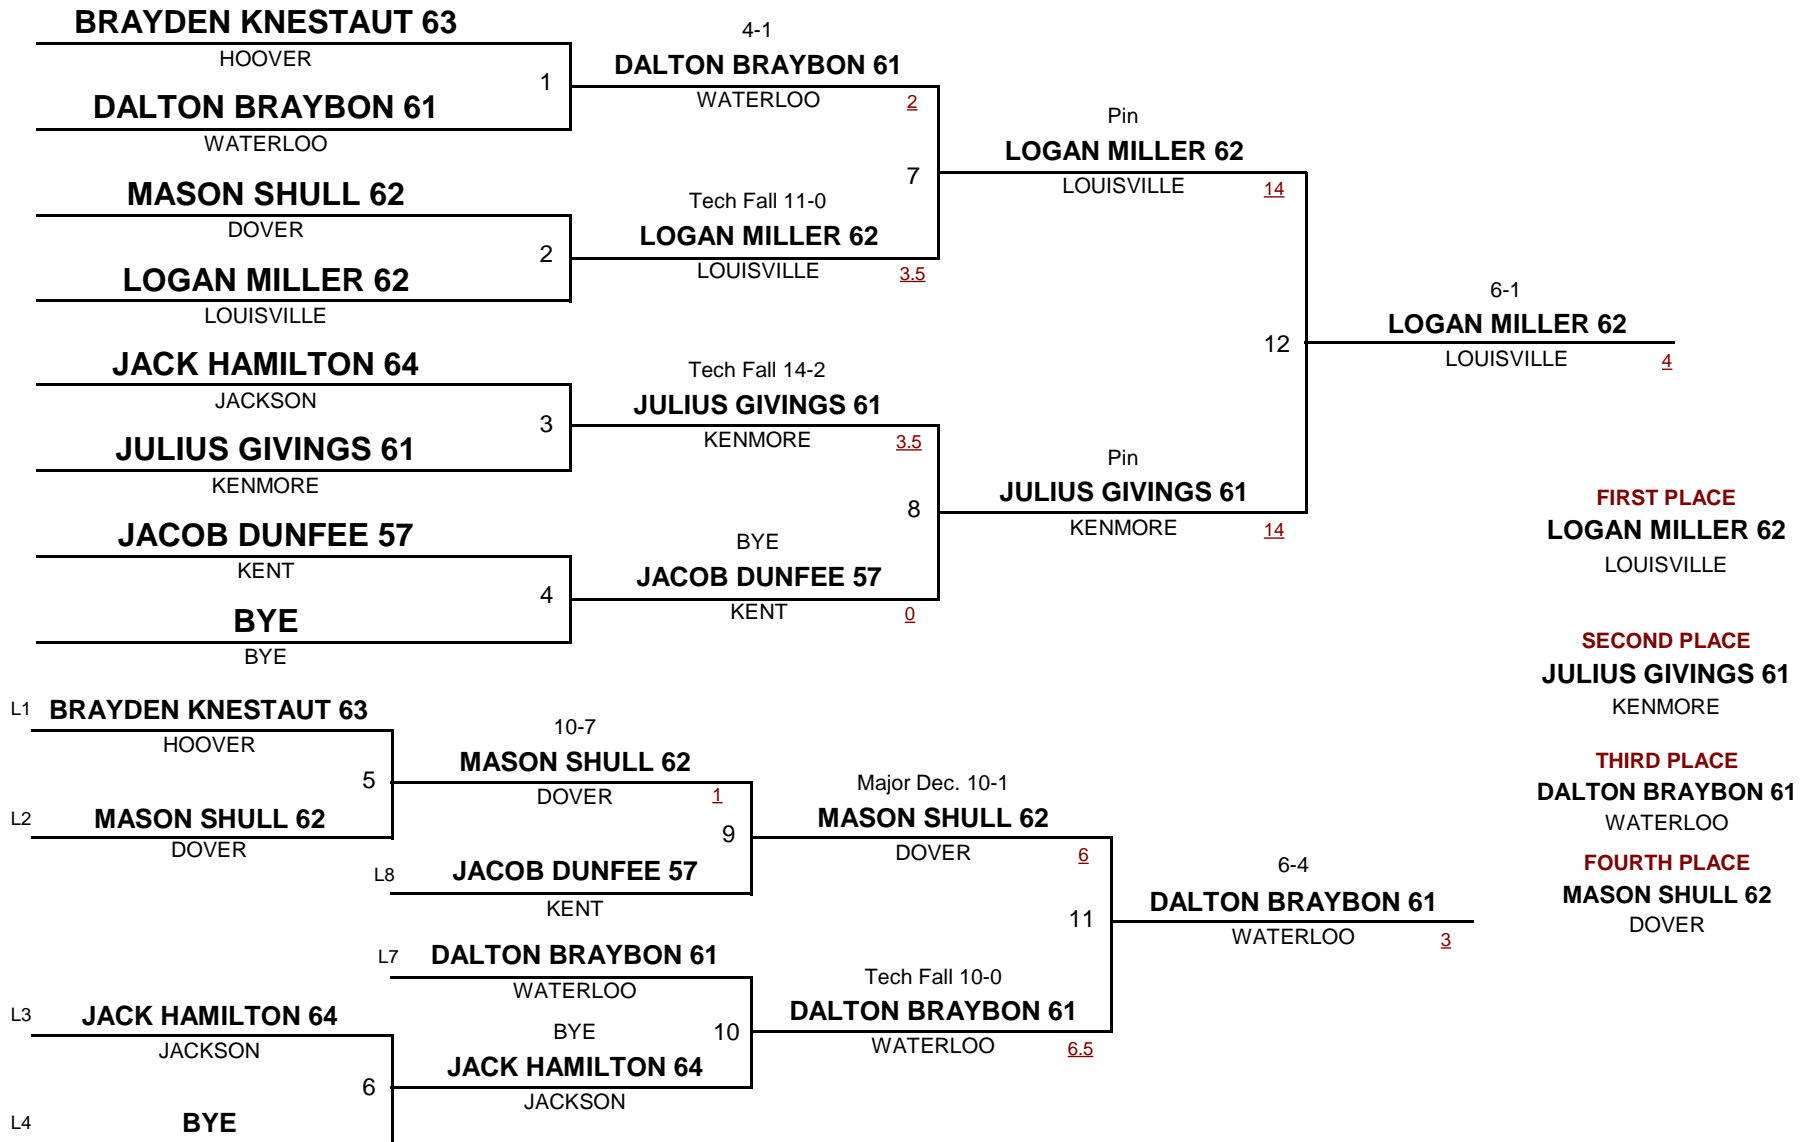 BRAYDEN KNESTAUT 63
HOOVER
1
DALTON BRAYBON 61
WATERLOO
4-1
DALTON BRAYBON 61
WATERLOO
2
MASON SHULL 62
DOVER
2
LOGAN MILLER 62
LOUISVILLE
Tech Fall 11-0
LOGAN MILLER 62
LOUISVILLE
3.5
7
Pin
LOGAN MILLER 62
LOUISVILLE
14
JACK HAMILTON 64
JACKSON
3
JULIUS GIVINGS 61
KENMORE
Tech Fall 14-2
JULIUS GIVINGS 61
KENMORE
3.5
JACOB DUNFEE 57
KENT
4
BYE
BYE
BYE
JACOB DUNFEE 57
KENT
0
8
Pin
JULIUS GIVINGS 61
KENMORE
14
12
6-1
LOGAN MILLER 62
LOUISVILLE
4
FIRST PLACE
LOGAN MILLER 62
LOUISVILLE
SECOND PLACE
JULIUS GIVINGS 61
KENMORE
THIRD PLACE
DALTON BRAYBON 61
WATERLOO
FOURTH PLACE
MASON SHULL 62
DOVER
L1 BRAYDEN KNESTAUT 63
HOOVER
5
L2 MASON SHULL 62
DOVER
10-7
MASON SHULL 62
DOVER
1
9
L8 JACOB DUNFEE 57
KENT
Major Dec. 10-1
MASON SHULL 62
DOVER
6
L7 DALTON BRAYBON 61
WATERLOO
10
L3 JACK HAMILTON 64
JACKSON
6
L4 BYE
BYE
JACK HAMILTON 64
JACKSON
Tech Fall 10-0
DALTON BRAYBON 61
WATERLOO
6.5
11
6-4
DALTON BRAYBON 61
WATERLOO
3